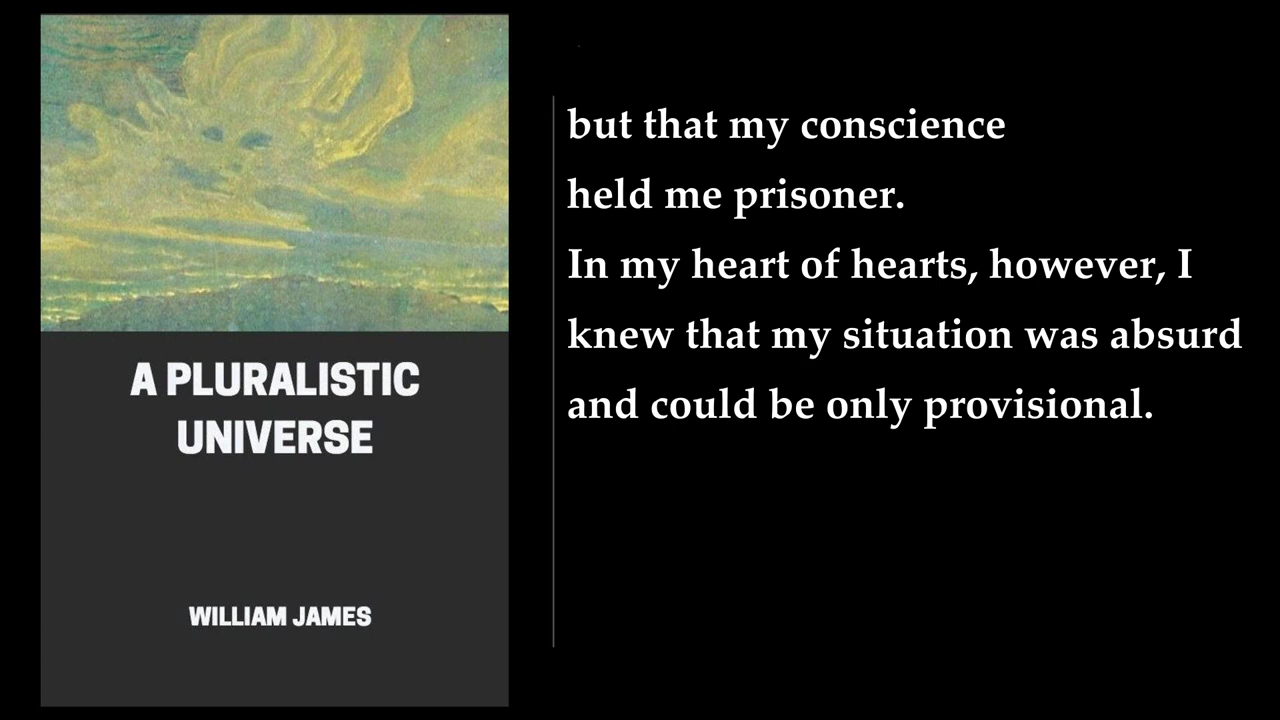 A PLURALISTIC
UNIVERSE
WILLIAM JAMES
but that my conscience
held me prisoner.
In my heart of hearts, however, I
knew that my situation was absurd
and could be only provisional.